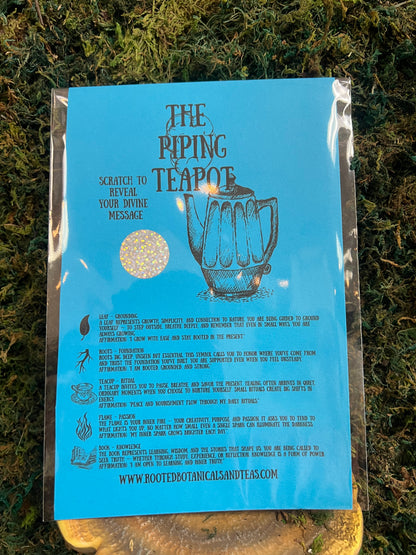 THE
PIPING
TEAPOT
SCRATCH TO
REVEAL
YOUR DIVINE
MESSAGE
LEAF – GROUNDING
A LEAF REPRESENTS GROWTH, SIMPLICITY, AND CONNECTION TO NATURE. YOU ARE BEING GUIDED TO GROUND
YOURSELF — TO STEP OUTSIDE, BREATHE DEEPLY, AND REMEMBER THAT EVEN IN SMALL WAYS, YOU ARE
ALWAYS GROWING.
AFFIRMATION: "I GROW WITH EASE AND STAY ROOTED IN THE PRESENT."
ROOTS – FOUNDATION
ROOTS DIG DEEP, UNSEEN BUT ESSENTIAL. THIS SYMBOL CALLS YOU TO HONOR WHERE YOU'VE COME FROM
AND TRUST THE FOUNDATION YOU'VE BUILT. YOU ARE SUPPORTED EVEN WHEN YOU FEEL UNSTEADY.
AFFIRMATION: "I AM ROOTED, GROUNDED, AND STRONG."
TEACUP – RITUAL
A TEACUP INVITES YOU TO PAUSE, BREATHE, AND SAVOR THE PRESENT. HEALING OFTEN ARRIVES IN QUIET,
ORDINARY MOMENTS WHEN YOU CHOOSE TO NURTURE YOURSELF. SMALL RITUALS CREATE BIG SHIFTS IN
ENERGY.
AFFIRMATION: "PEACE AND NOURISHMENT FLOW THROUGH MY DAILY RITUALS."
FLAME – PASSION
THE FLAME IS YOUR INNER FIRE — YOUR CREATIVITY, PURPOSE, AND PASSION. IT ASKS YOU TO TEND TO
WHAT LIGHTS YOU UP. NO MATTER HOW SMALL, EVEN A SINGLE SPARK CAN ILLUMINATE THE DARKNESS.
AFFIRMATION: "MY INNER SPARK GROWS BRIGHTER EACH DAY."
BOOK – KNOWLEDGE
THE BOOK REPRESENTS LEARNING, WISDOM, AND THE STORIES THAT SHAPE US. YOU ARE BEING CALLED TO
SEEK TRUTH — WHETHER THROUGH STUDY, EXPERIENCE, OR REFLECTION. KNOWLEDGE IS A FORM OF POWER.
AFFIRMATION: "I AM OPEN TO LEARNING AND INNER TRUTH."
WWW.ROOTEDBOTANICALSANDTEAS.COM